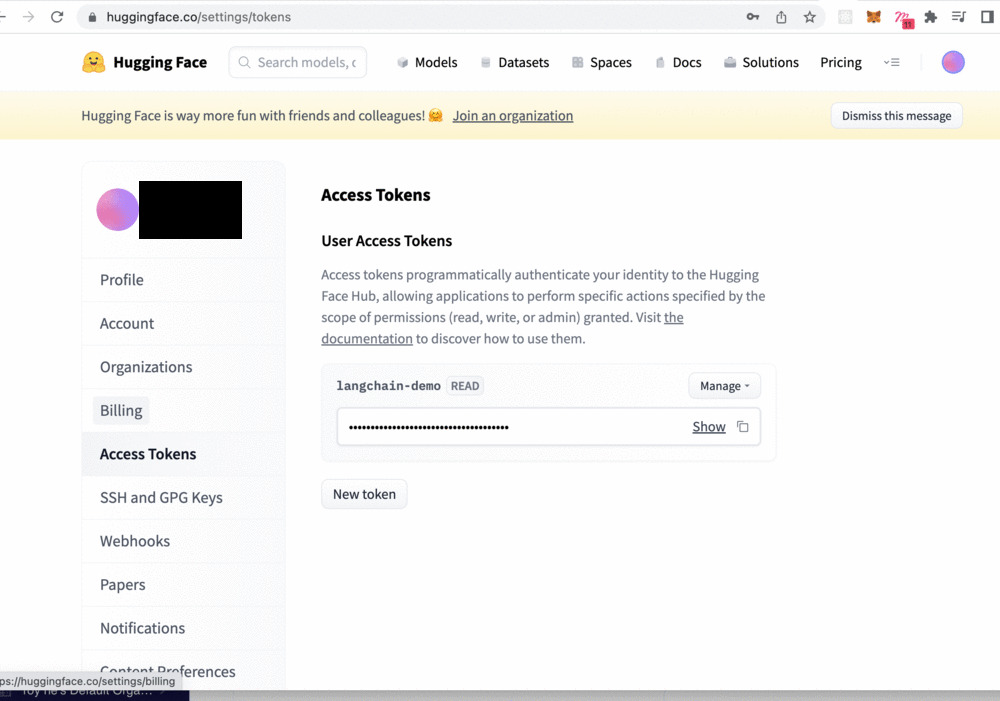 huggingface.co/settings/tokens
11
Hugging Face
Search models, c
Models
Datasets
Spaces
Docs
Solutions
Pricing
Hugging Face is way more fun with friends and colleagues! 🤗 Join an organization
Dismiss this message
Profile
Account
Organizations
Billing
Access Tokens
SSH and GPG Keys
Webhooks
Papers
Notifications
Content Preferences
Access Tokens
User Access Tokens
Access tokens programmatically authenticate your identity to the Hugging
Face Hub, allowing applications to perform specific actions specified by the
scope of permissions (read, write, or admin) granted. Visit the
documentation to discover how to use them.
langchain-demo READ
Manage
••••••••••••••••••••••••••••••••••••• Show
New token
ps://huggingface.co/settings/billing
Default